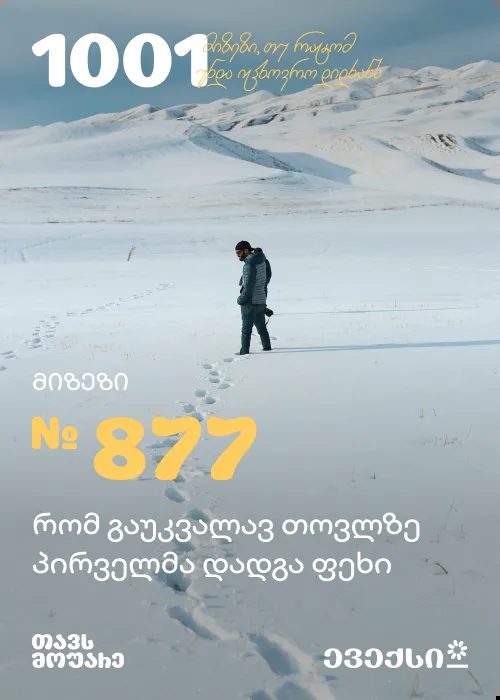 1001 მიზეზი, თუ რატომ
უნდა იცხოვრო დიდხანს
მიზეზი
№ 877
რომ გაუკვალავ თოვლზე
პირველმა დადგა ფეხი
თავს
მოუარე
ევექსი